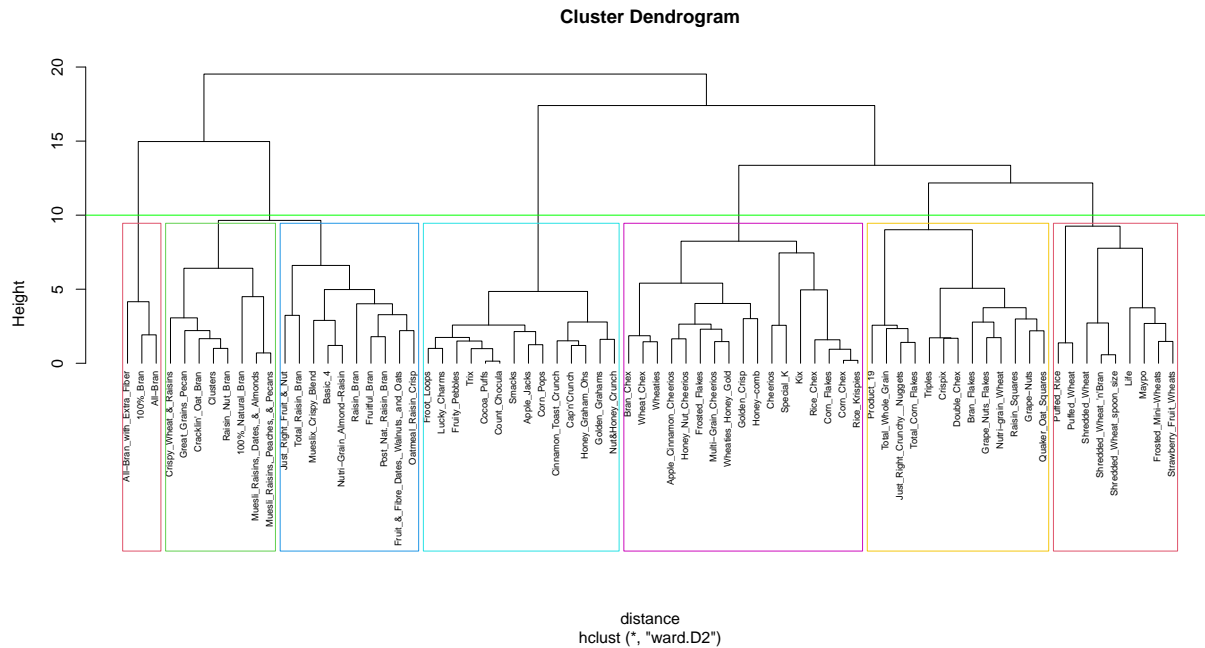 Cluster Dendrogram
Height
20
15
10
5
0
All-Bran_with_Extra_Fiber
100%_Bran
All-Bran
Crispy_Wheat_&_Raisins
Great_Grains_Pecan
Cracklin'_Oat_Bran
Clusters
Raisin_Nut_Bran
100%_Natural_Bran
Muesli_Raisins,_Dates,_&_Almonds
Muesli_Raisins,_Peaches,_&_Pecans
Just_Right_Fruit_&_Nut
Total_Raisin_Bran
Mueslix_Crispy_Blend
Basic_4
Nutri-Grain_Almond-Raisin
Raisin_Bran
Fruitful_Bran
Post_Nat._Raisin_Bran
Fruit_&_Fibre_Dates,_Walnuts,_and_Oats
Oatmeal_Raisin_Crisp
Froot_Loops
Lucky_Charms
Fruity_Pebbles
Trix
Cocoa_Puffs
Count_Chocula
Smacks
Apple_Jacks
Corn_Pops
Cinnamon_Toast_Crunch
Cap'n'Crunch
Honey_Graham_Ohs
Golden_Grahams
Nut&Honey_Crunch
Bran_Chex
Wheat_Chex
Wheaties
Apple_Cinnamon_Cheerios
Honey_Nut_Cheerios
Frosted_Flakes
Multi-Grain_Cheerios
Wheaties_Honey_Gold
Golden_Crisp
Honey-comb
Cheerios
Special_K
Kix
Rice_Chex
Corn_Flakes
Corn_Chex
Rice_Krispies
Product_19
Total_Whole_Grain
Just_Right_Crunchy__Nuggets
Total_Corn_Flakes
Triples
Crispix
Double_Chex
Bran_Flakes
Grape_Nuts_Flakes
Nutri-grain_Wheat
Raisin_Squares
Grape-Nuts
Quaker_Oat_Squares
Puffed_Rice
Puffed_Wheat
Shredded_Wheat
Shredded_Wheat_'n'Bran
Shredded_Wheat_spoon_size
Life
Maypo
Frosted_Mini-Wheats
Strawberry_Fruit_Wheats
distance
hclust (*, "ward.D2")